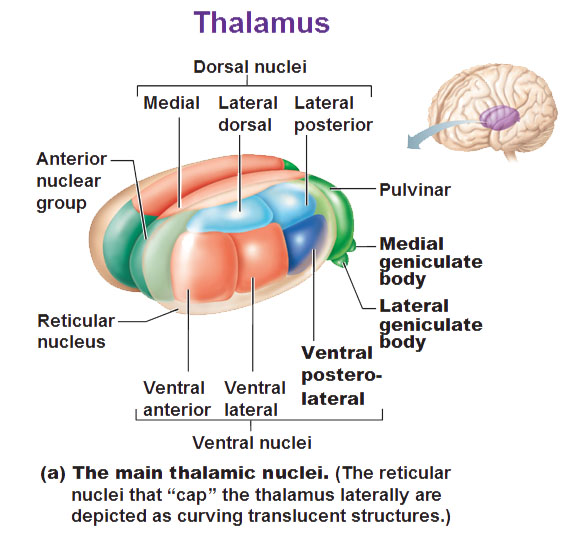 Thalamus
Dorsal nuclei
Medial
Lateral
dorsal
Lateral
posterior
Anterior
nuclear
group
Pulvinar
Medial
geniculate
body
Lateral
geniculate
body
Reticular
nucleus
Ventral
anterior
Ventral
lateral
Ventral
postero-
lateral
Ventral nuclei
(a) The main thalamic nuclei. (The reticular
nuclei that “cap” the thalamus laterally are
depicted as curving translucent structures.)